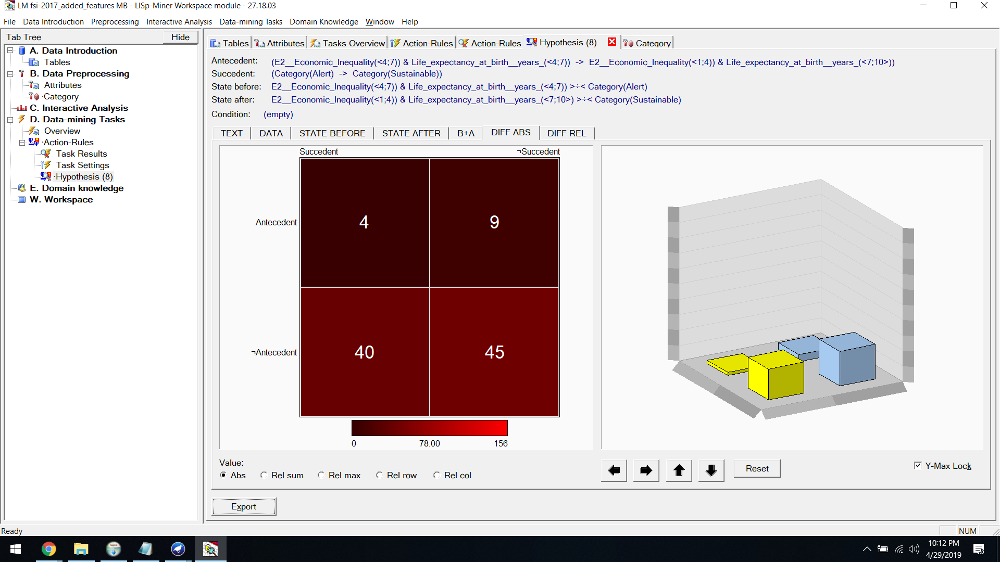 LM fsi-2017_added_features MB - LISp-Miner Workspace module - 27.18.03
File Data Introduction Preprocessing Interactive Analysis Data-mining Tasks Domain Knowledge Window Help
Tab Tree
Hide
A. Data Introduction
Tables
B. Data Preprocessing
Attributes
·Category
C. Interactive Analysis
D. Data-mining Tasks
Overview
·Action-Rules
Task Results
Task Settings
·Hypothesis (8)
E. Domain knowledge
W. Workspace
Tables Attributes Tasks Overview Action-Rules Action-Rules Hypothesis (8) Category
Antecedent: (E2__Economic_Inequality(<4;7)) & Life_expectancy_at_birth__years_(<4;7)) -> E2__Economic_Inequality(<1;4)) & Life_expectancy_at_birth__years_(<7;10>))
Succedent: (Category(Alert) -> Category(Sustainable))
State before: E2__Economic_Inequality(<4;7)) & Life_expectancy_at_birth__years_(<4;7)) >÷< Category(Alert)
State after: E2__Economic_Inequality(<1;4)) & Life_expectancy_at_birth__years_(<7;10>) >÷< Category(Sustainable)
Condition: (empty)
TEXT DATA STATE BEFORE STATE AFTER B+A DIFF ABS DIFF REL
Succedent ¬Succedent
Antecedent 4 9
¬Antecedent 40 45
0 78.00 156
Value:
Abs Rel sum Rel max Rel row Rel col
Reset
Y-Max Lock
Export
Ready
NUM
10:12 PM
4/29/2019